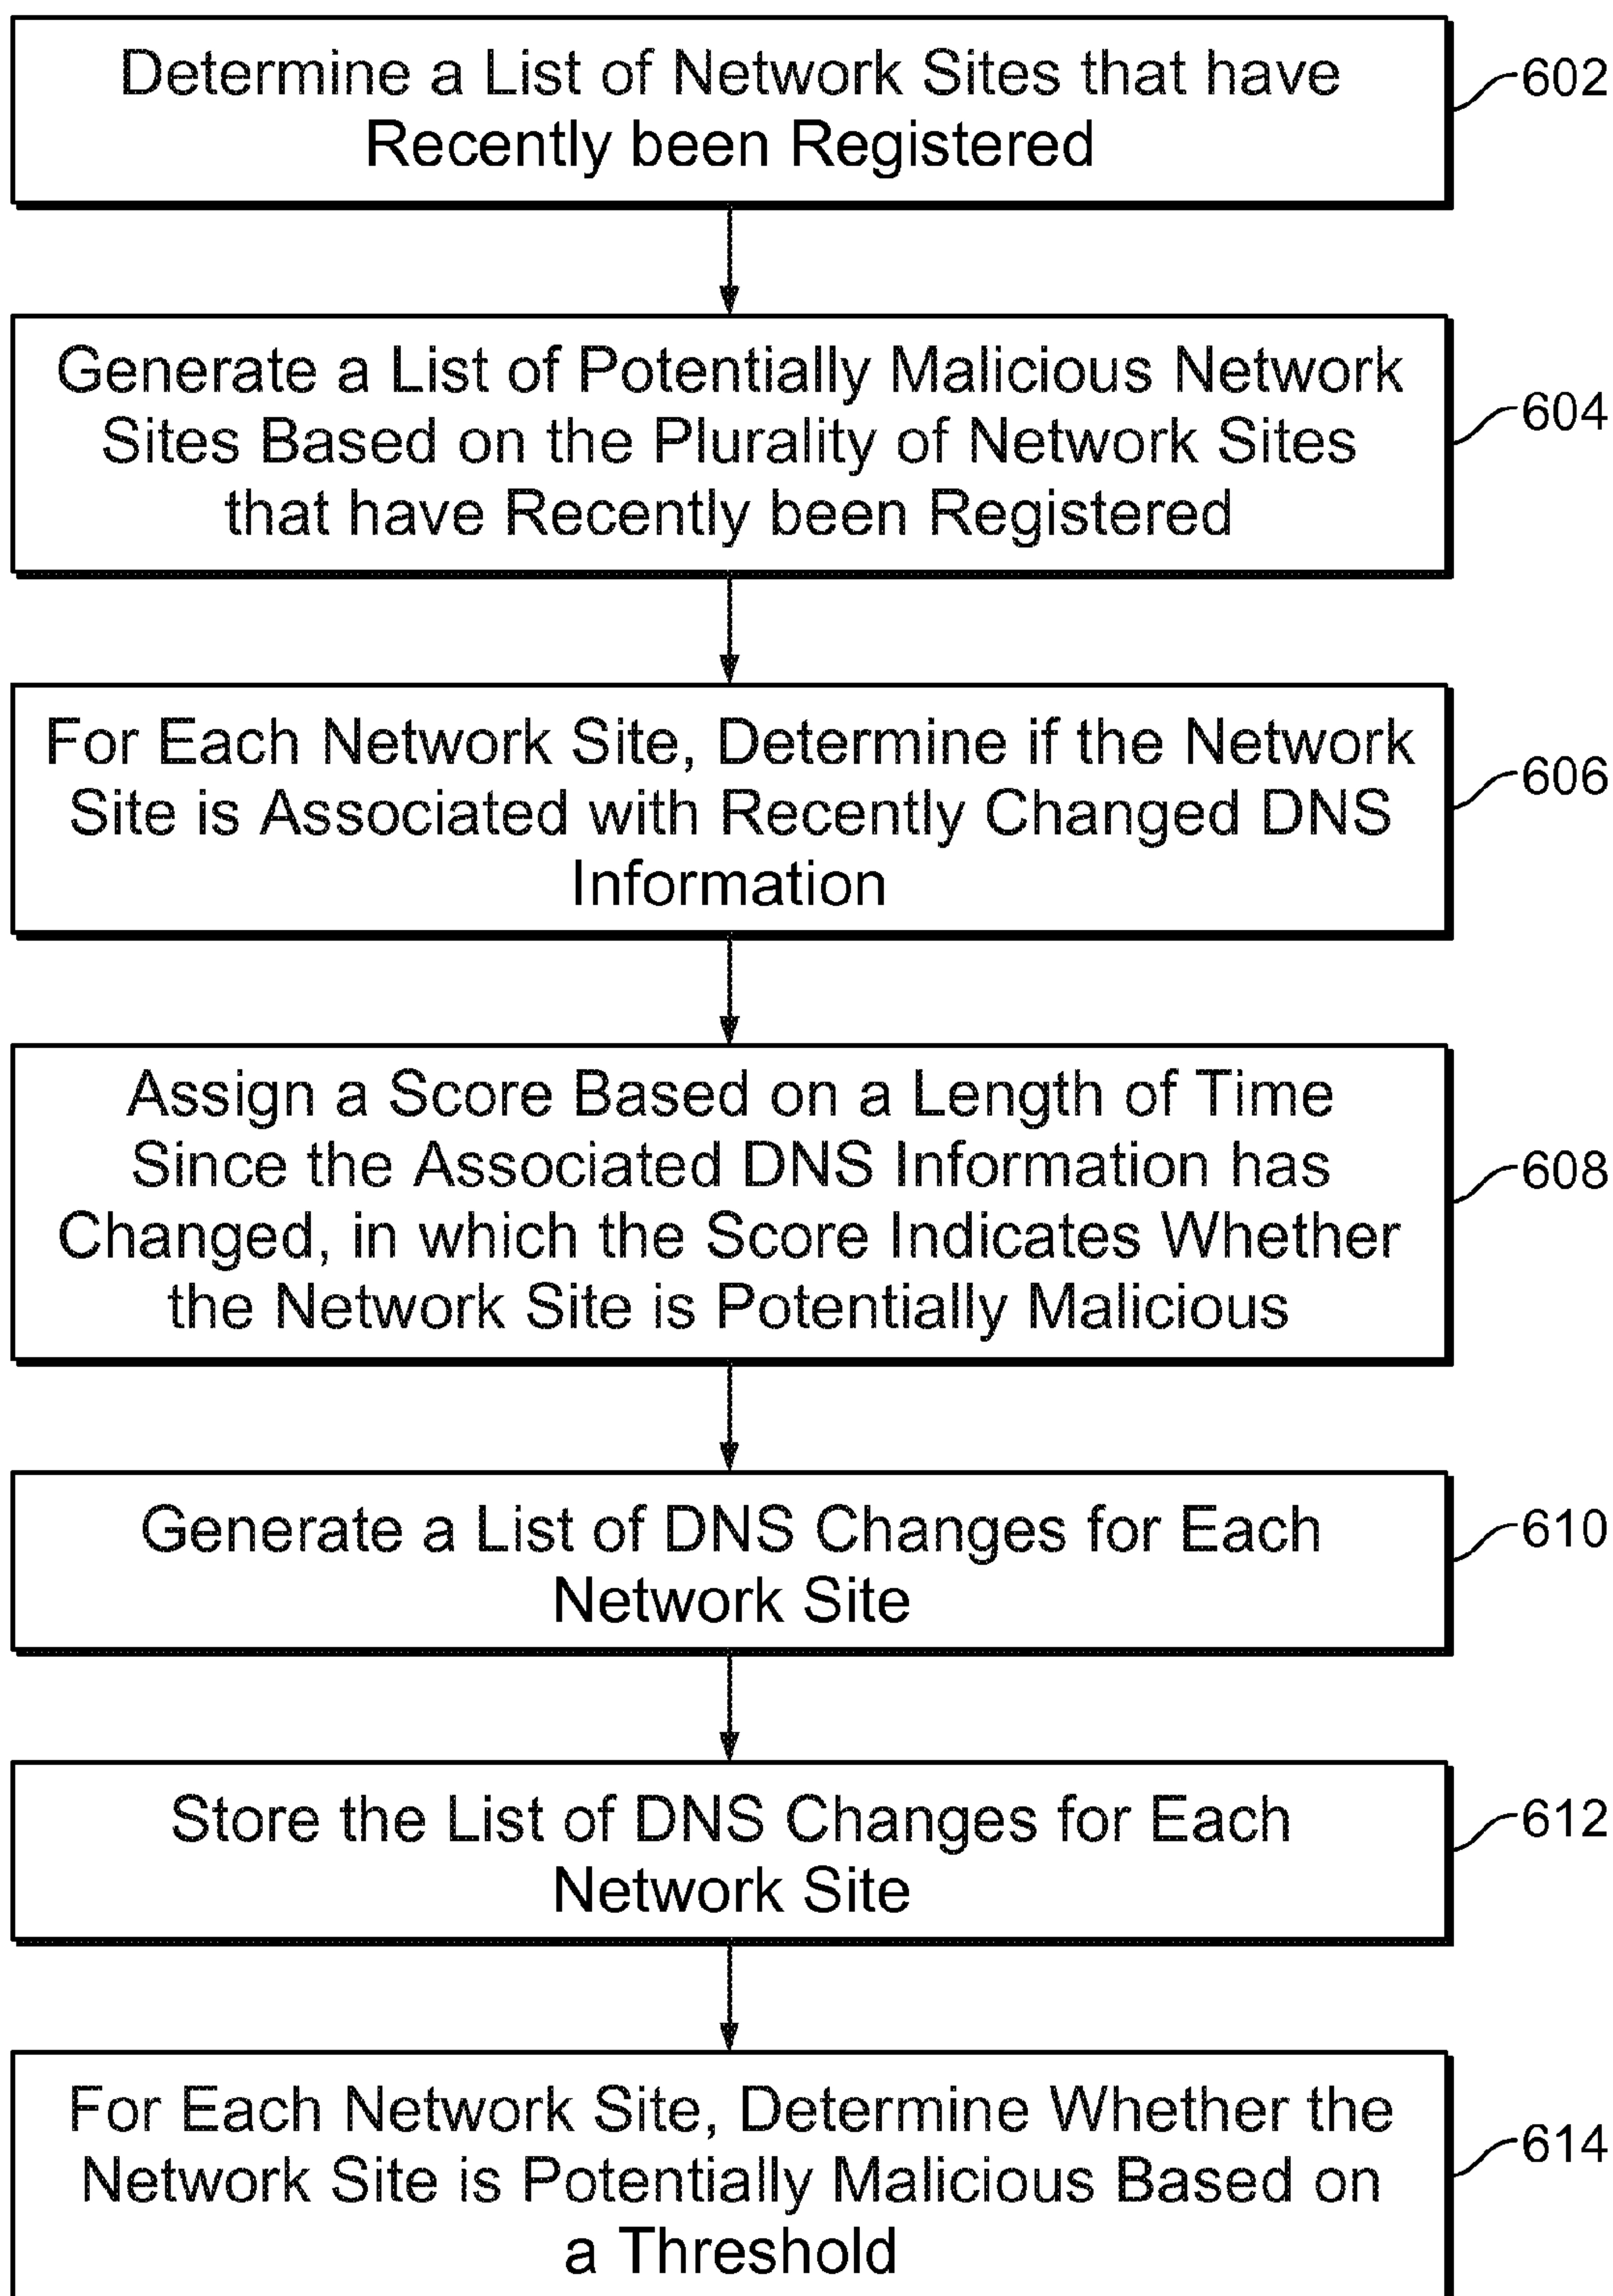 Determine a List of Network Sites that have
Recently been Registered
602
Generate a List of Potentially Malicious Network
Sites Based on the Plurality of Network Sites
that have Recently been Registered
604
For Each Network Site, Determine if the Network
Site is Associated with Recently Changed DNS
Information
606
Assign a Score Based on a Length of Time
Since the Associated DNS Information has
Changed, in which the Score Indicates Whether
the Network Site is Potentially Malicious
608
Generate a List of DNS Changes for Each
Network Site
610
Store the List of DNS Changes for Each
Network Site
612
For Each Network Site, Determine Whether the
Network Site is Potentially Malicious Based on
a Threshold
614